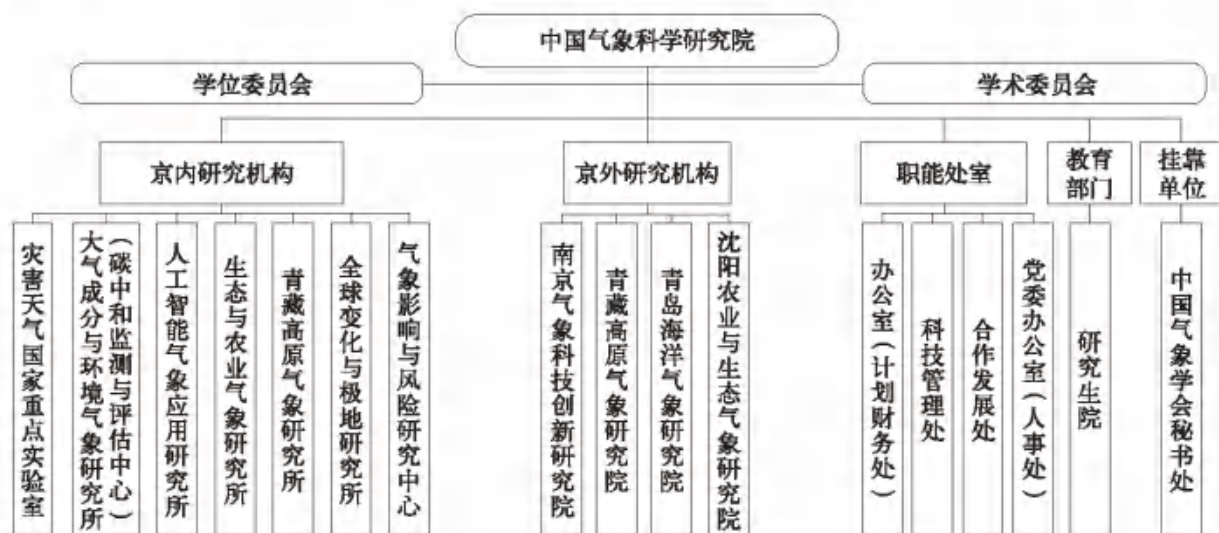 中国气象科学研究院
学位委员会
学术委员会
京内研究机构
京外研究机构
职能处室
教育
部门
挂靠
单位
灾害天气国家重点实验室
大气成分与环境气象研究所
（碳中和监测与评估中心）
人工智能气象应用研究所
生态与农业气象研究所
青藏高原气象研究所
全球变化与极地研究所
气象影响与风险研究中心
南京气象科技创新研究院
青藏高原气象研究院
青岛海洋气象研究院
沈阳农业与生态气象研究院
办公室（计划财务处）
科技管理处
合作发展处
党委办公室（人事处）
研究生院
中国气象学会秘书处